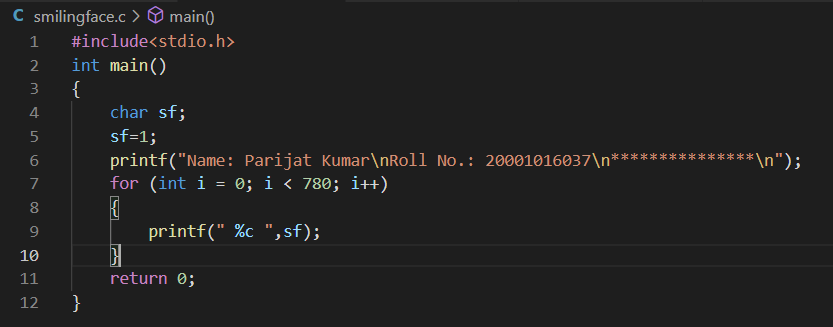 C smilingface.c > main()
1 #include<stdio.h>
2 int main()
3 {
4 char sf;
5 sf=1;
6 printf("Name: Parijat Kumar\nRoll No.: 20001016037\n***************\n");
7 for (int i = 0; i < 780; i++)
8 {
9 printf(" %c ",sf);
10 }
11 return 0;
12 }